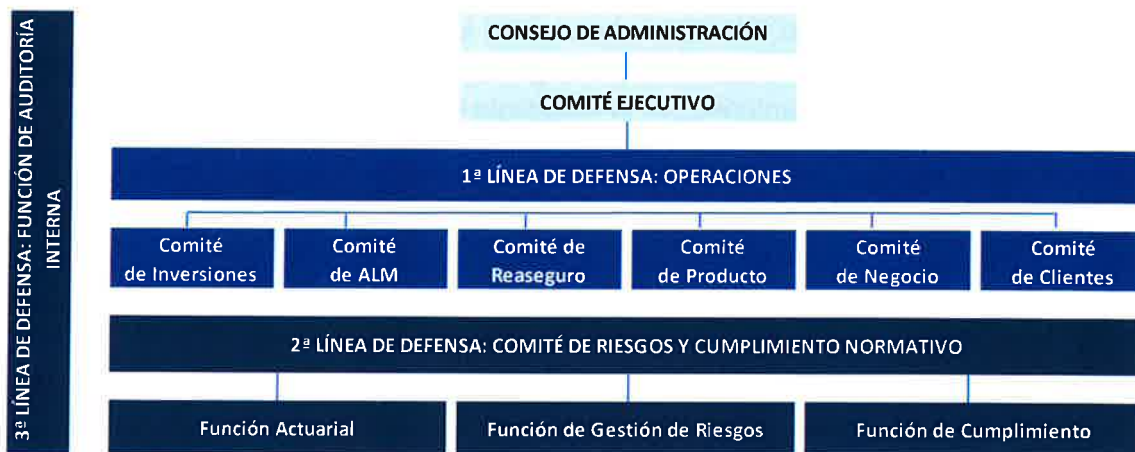 3ª LÍNEA DE DEFENSA: FUNCIÓN DE AUDITORÍA
INTERNA
CONSEJO DE ADMINISTRACIÓN
COMITÉ EJECUTIVO
1ª LÍNEA DE DEFENSA: OPERACIONES
Comité
de Inversiones
Comité
de ALM
Comité de
Reaseguro
Comité
de Producto
Comité
de Negocio
Comité
de Clientes
2ª LÍNEA DE DEFENSA: COMITÉ DE RIESGOS Y CUMPLIMIENTO NORMATIVO
Función Actuarial
Función de Gestión de Riesgos
Función de Cumplimiento